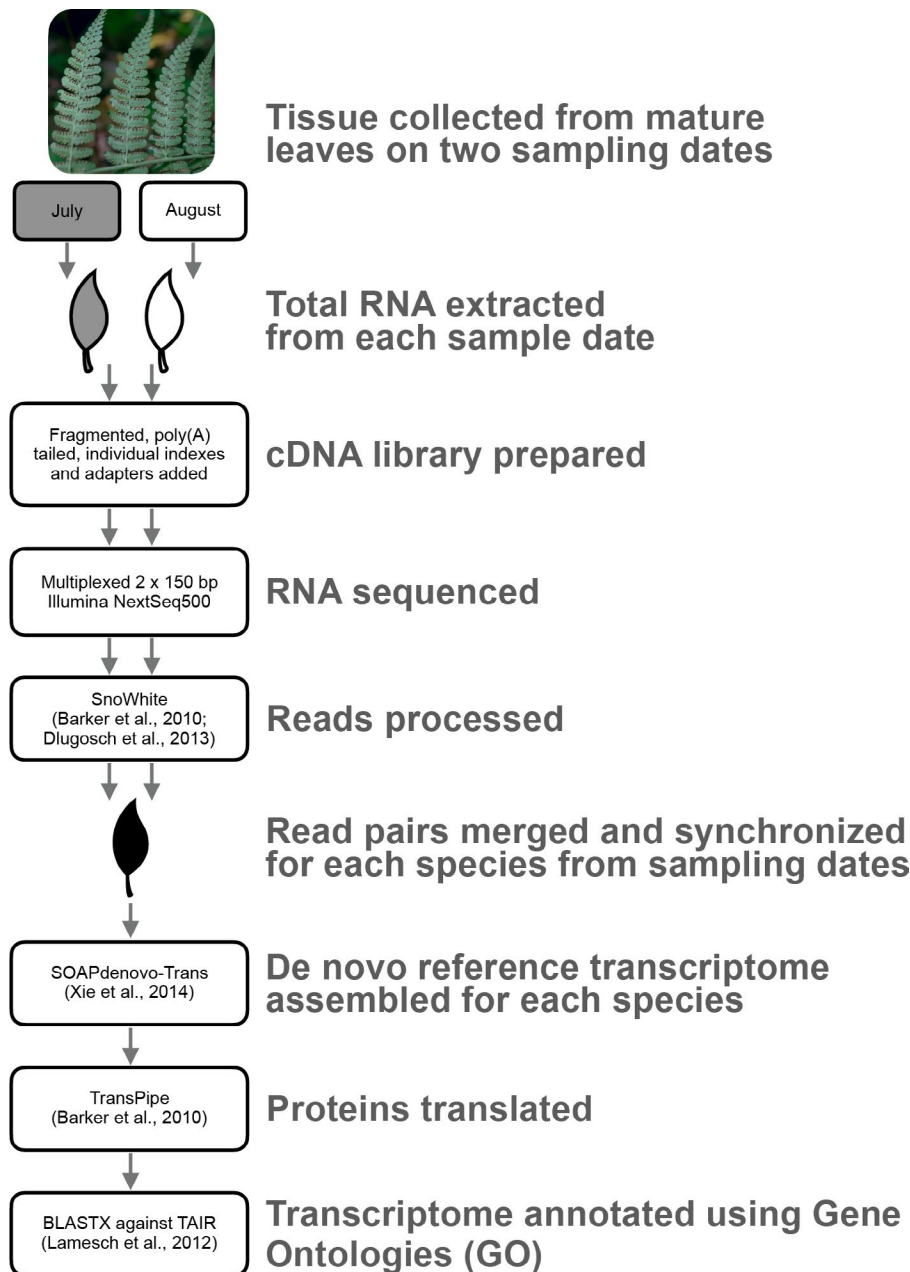 Tissue collected from mature
leaves on two sampling dates
July
August
Total RNA extracted
from each sample date
Fragmented, poly(A)
tailed, individual indexes
and adapters added
cDNA library prepared
Multiplexed 2 x 150 bp
Illumina NextSeq500
RNA sequenced
SnoWhite
(Barker et al., 2010;
Dlugosch et al., 2013)
Reads processed
Read pairs merged and synchronized
for each species from sampling dates
SOAPdenovo-Trans
(Xie et al., 2014)
De novo reference transcriptome
assembled for each species
TransPipe
(Barker et al., 2010)
Proteins translated
BLASTX against TAIR
(Lamesch et al., 2012)
Transcriptome annotated using Gene
Ontologies (GO)